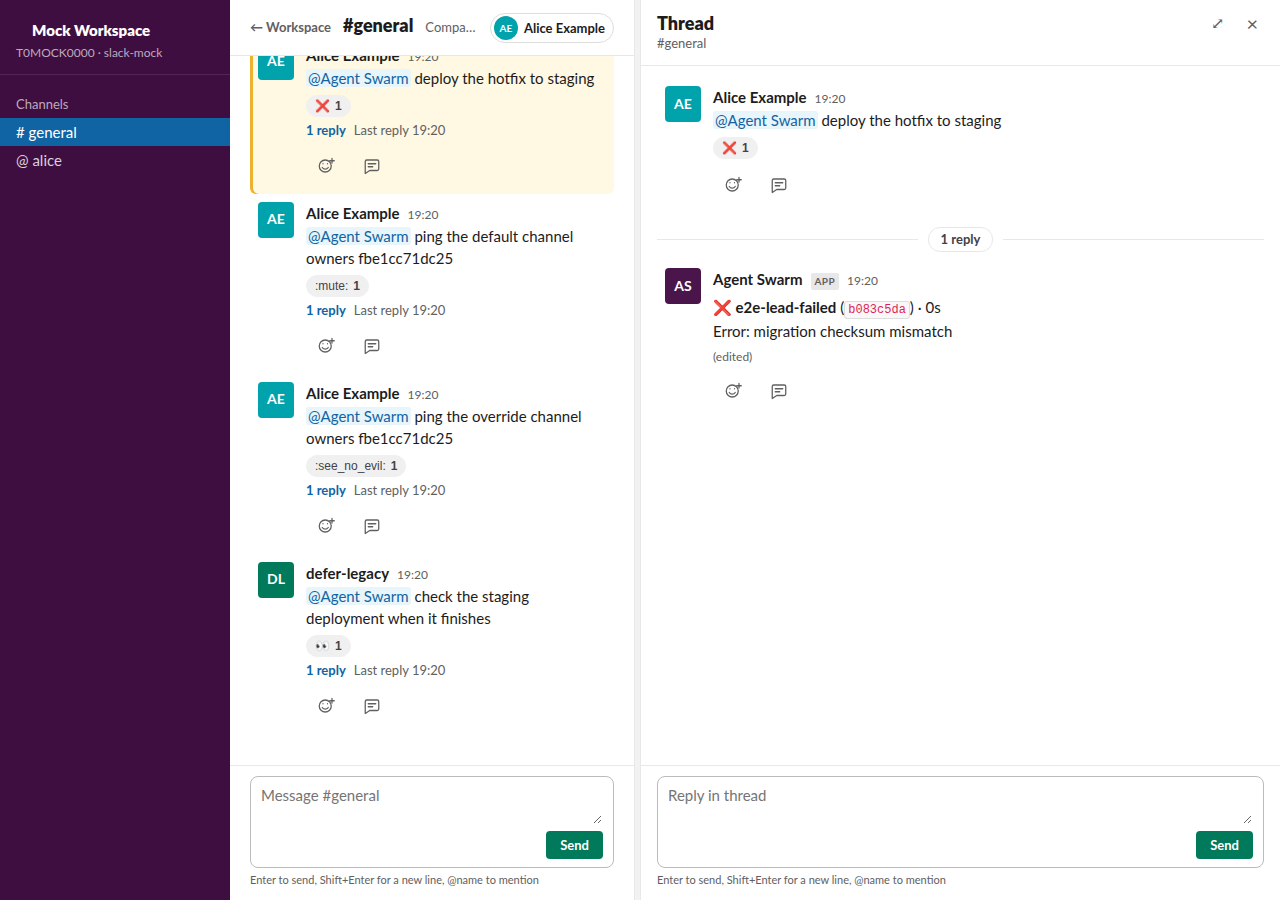 Mock Workspace
T0MOCK0000 · slack-mock
Channels
# general
@ alice
← Workspace #general Compa... AE Alice Example
AE Alice Example 19:20
@Agent Swarm deploy the hotfix to staging
❌ 1
1 reply Last reply 19:20
AE Alice Example 19:20
@Agent Swarm ping the default channel
owners fbe1cc71dc25
:mute: 1
1 reply Last reply 19:20
AE Alice Example 19:20
@Agent Swarm ping the override channel
owners fbe1cc71dc25
:see_no_evil: 1
1 reply Last reply 19:20
DL defer-legacy 19:20
@Agent Swarm check the staging
deployment when it finishes
👀 1
1 reply Last reply 19:20
Message #general
Send
Enter to send, Shift+Enter for a new line, @name to mention
Thread
#general
AE Alice Example 19:20
@Agent Swarm deploy the hotfix to staging
❌ 1
1 reply
AS Agent Swarm APP 19:20
❌ e2e-lead-failed (b083c5da) · 0s
Error: migration checksum mismatch
(edited)
Reply in thread
Send
Enter to send, Shift+Enter for a new line, @name to mention